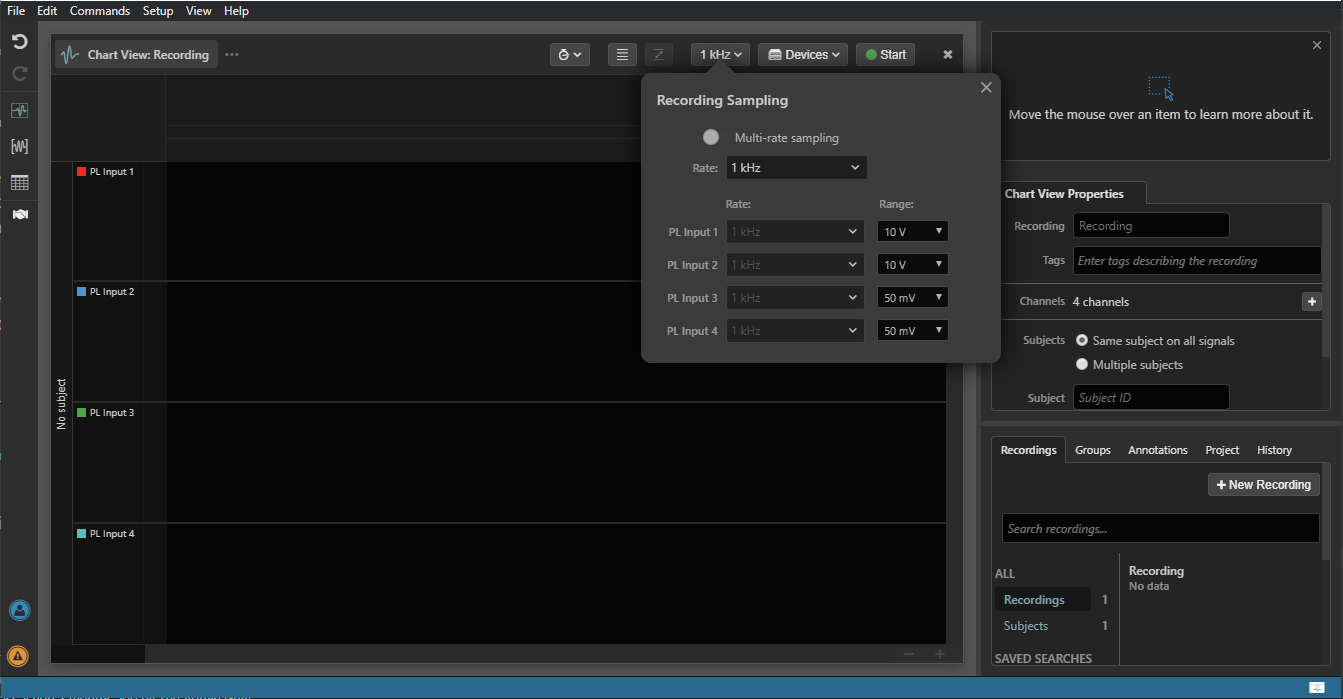 File Edit Commands Setup View Help
Chart View: Recording
1 kHz
Devices
Start
Recording Sampling
Multi-rate sampling
Rate: 1 kHz
Rate: Range:
PL Input 1 1 kHz 10 V
PL Input 2 1 kHz 10 V
PL Input 3 1 kHz 50 mV
PL Input 4 1 kHz 50 mV
No subject
PL Input 1
PL Input 2
PL Input 3
PL Input 4
Move the mouse over an item to learn more about it.
Chart View Properties
Recording Recording
Tags Enter tags describing the recording
Channels 4 channels
Subjects Same subject on all signals
Multiple subjects
Subject Subject ID
Recordings Groups Annotations Project History
+ New Recording
Search recordings...
ALL
Recordings 1
Subjects 1
SAVED SEARCHES
Recording
No data